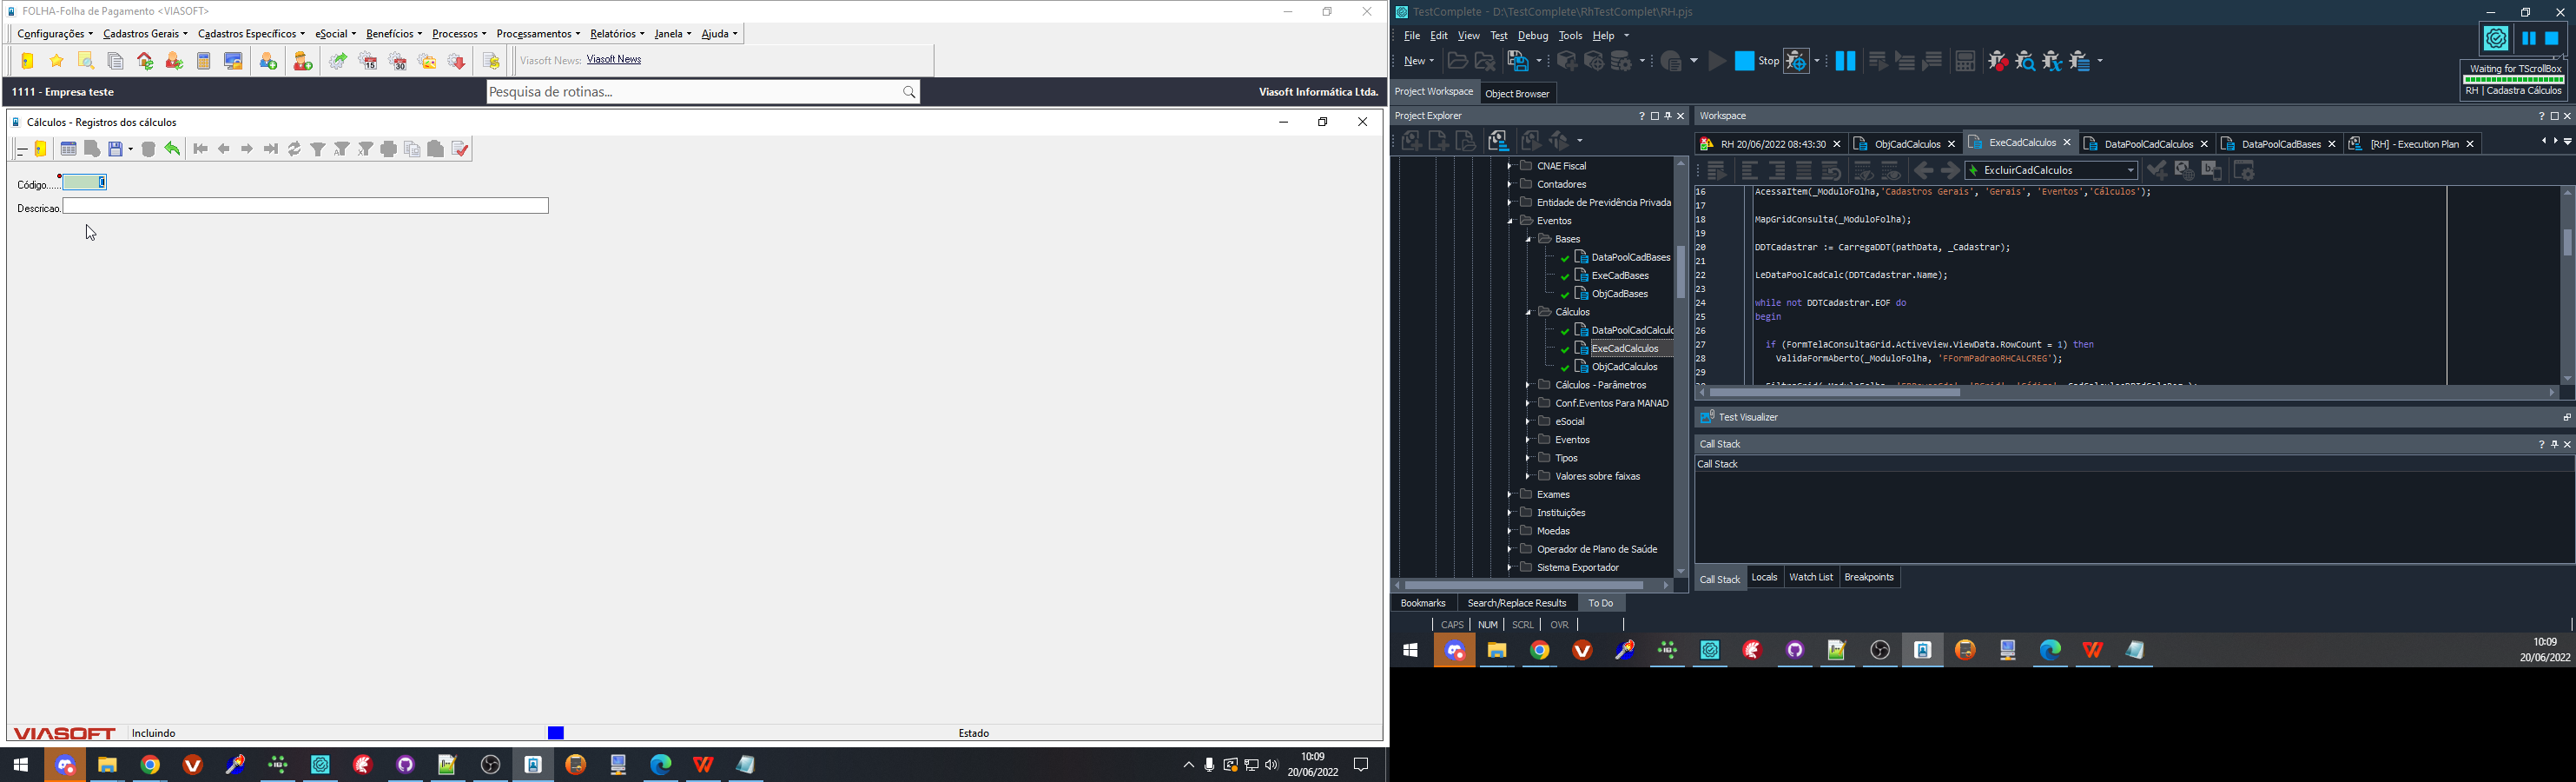 FOLHA-Folha de Pagamento <VIASOFT>
Configurações Cadastros Gerais Cadastros Específicos eSocial Benefícios Processos Processamentos Relatórios Janela Ajuda
15 30 Viasoft News: Viasoft News
1111 - Empresa teste Pesquisa de rotinas... Viasoft Informática Ltda.
Cálculos - Registros dos cálculos
Código......
Descricao.
VIASOFT Incluindo Estado
10:09
20/06/2022
TestComplete - D:\TestComplete\RhTestComplet\RH.pjs
File Edit View Test Debug Tools Help
New Stop
Waiting for TScrollBox
RH | Cadastra Cálculos
Project Workspace Object Browser
Project Explorer
CNAE Fiscal
Contadores
Entidade de Previdência Privada
Eventos
Bases
DataPoolCadBases
ExeCadBases
ObjCadBases
Cálculos
DataPoolCadCalculo
ExeCadCalculos
ObjCadCalculos
Cálculos - Parâmetros
Conf.Eventos Para MANAD
eSocial
Eventos
Tipos
Valores sobre faixas
Exames
Instituições
Moedas
Operador de Plano de Saúde
Sistema Exportador
Bookmarks Search/Replace Results To Do
Workspace
RH 20/06/2022 08:43:30 ObjCadCalculos ExeCadCalculos DataPoolCadCalculos DataPoolCadBases [RH] - Execution Plan
ExcluirCadCalculos
16 AcessaItem(_ModuloFolha,'Cadastros Gerais', 'Gerais', 'Eventos','Cálculos');
17
18 MapGridConsulta(_ModuloFolha);
19
20 DDTCadastrar := CarregaDDT(pathData, _Cadastrar);
21
22 LeDataPoolCadCalc(DDTCadastrar.Name);
23
24 while not DDTCadastrar.EOF do
25 begin
26
27 if (FormTelaConsultaGrid.ActiveView.ViewData.RowCount = 1) then
28 ValidaFormAberto(_ModuloFolha, 'FFormPadraoRHCALCREG');
29
Test Visualizer
Call Stack
Call Stack
Call Stack Locals Watch List Breakpoints
CAPS NUM SCRL OVR
10:09
20/06/2022